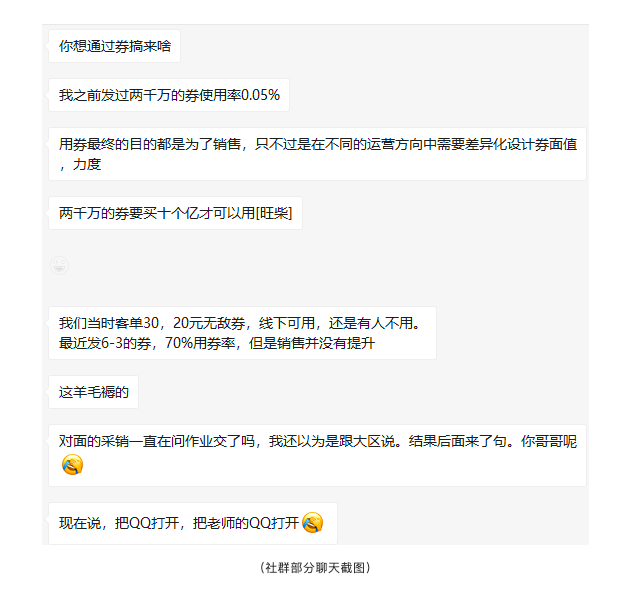 你想通过券搞来啥
我之前发过两千万的券使用率0.05%
用券最终的目的都是为了销售，只不过是在不同的运营方向中需要差异化设计券面值
，力度
两千万的券要买十个亿才可以用[旺柴]
我们当时客单30，20元无敌券，线下可用，还是有人不用。
最近发6-3的券，70%用券率，但是销售并没有提升
这羊毛褥的
对面的采销一直在问作业交了吗，我还以为是跟大区说。结果后面来了句。你哥哥呢
现在说，把QQ打开，把老师的QQ打开
（社群部分聊天截图）